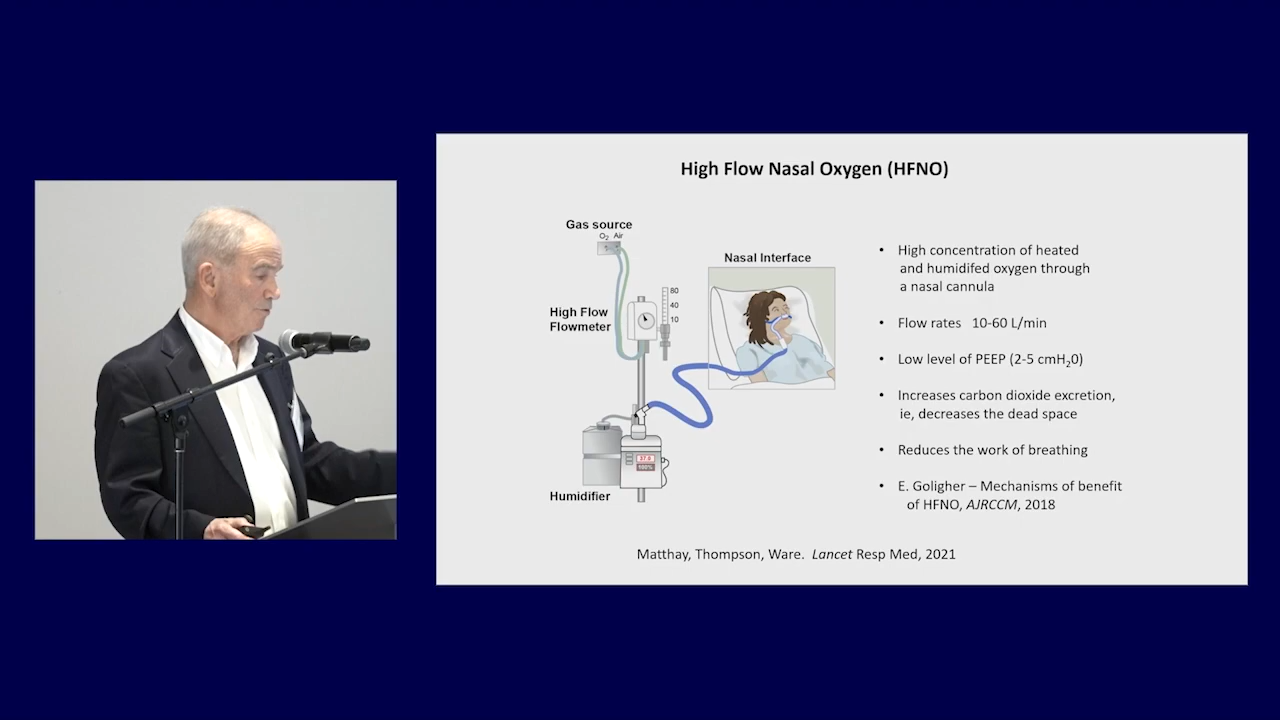 High Flow Nasal Oxygen (HFNO)
Gas source
O2 Air
High Flow
Flowmeter
80
40
10
Nasal Interface
37.0
100%
Humidifier
• High concentration of heated
and humidifed oxygen through
a nasal cannula
• Flow rates 10-60 L/min
• Low level of PEEP (2-5 cmH20)
• Increases carbon dioxide excretion,
ie, decreases the dead space
• Reduces the work of breathing
• E. Goligher – Mechanisms of benefit
of HFNO, AJRCCM, 2018
Matthay, Thompson, Ware. Lancet Resp Med, 2021